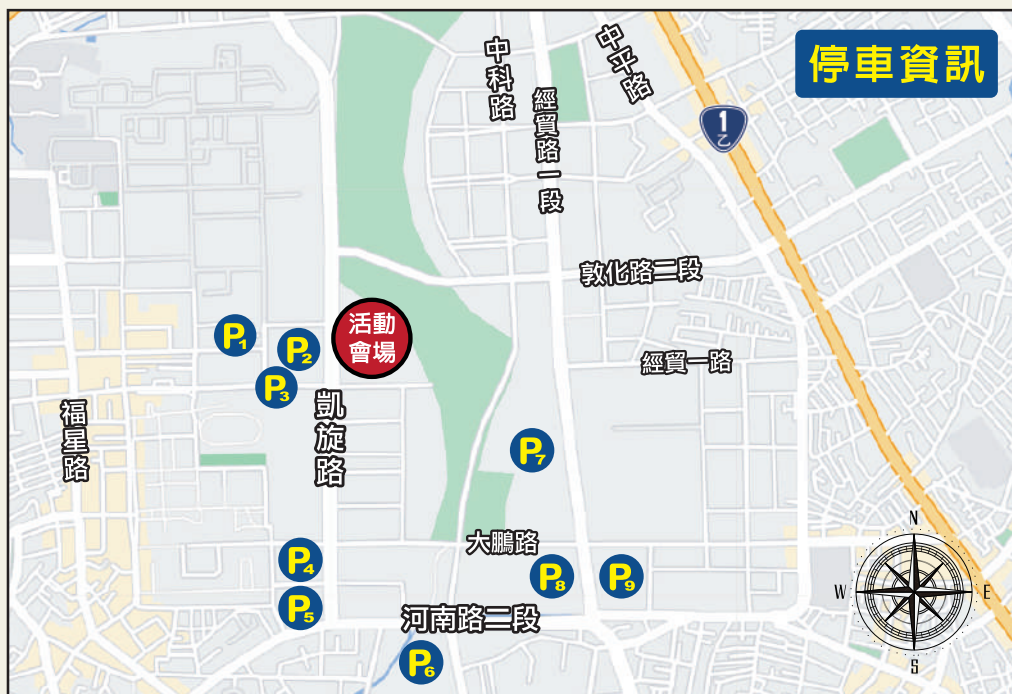 停車資訊
中科路
經貿路一段
中平路
1
乙
敦化路二段
活動
會場
P1
P2
P3
經貿一路
凱旋路
福星路
P7
大鵬路
P4
P8
P9
P5
河南路二段
P6
N
W
E
S